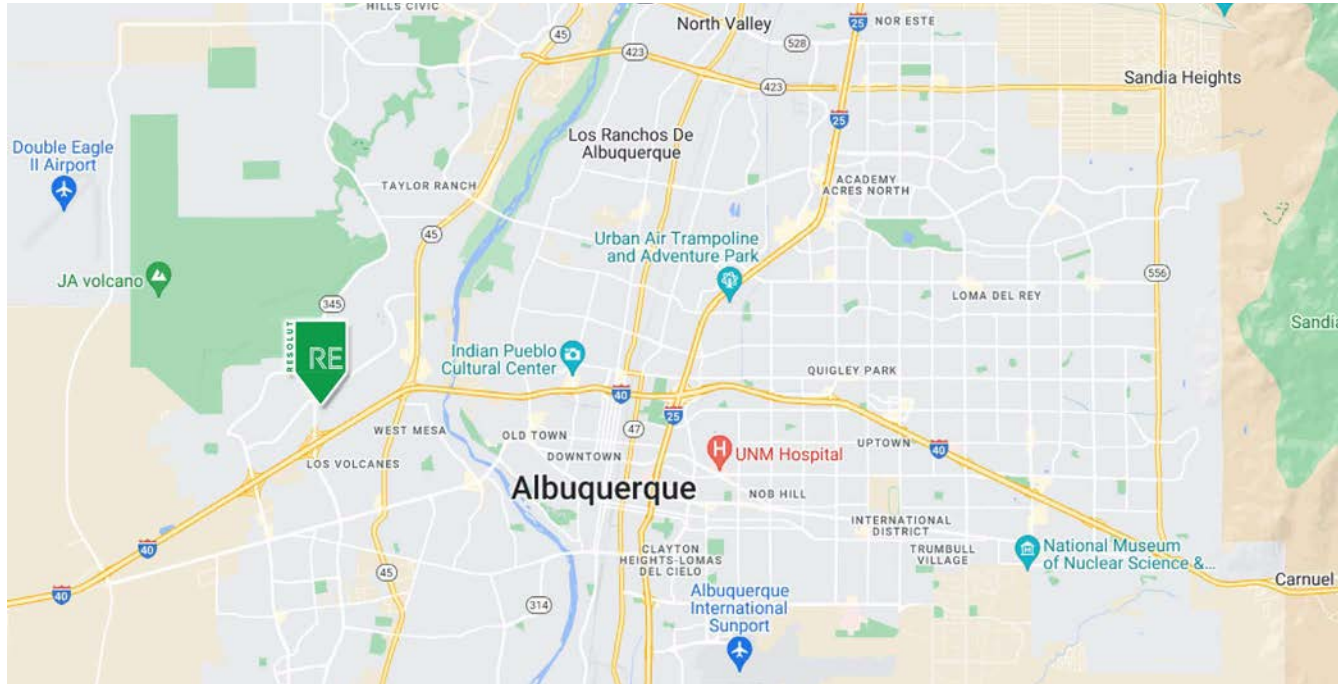 HILLS CIVIC
45
North Valley
25
NOR ESTE
528
423
423
Sandia Heights
Double Eagle
II Airport
Los Ranchos De
Albuquerque
25
TAYLOR RANCH
ACADEMY
ACRES NORTH
45
Urban Air Trampoline
and Adventure Park
JA volcano
556
LOMA DEL REY
345
Sandia
RESOLUT
RE
Indian Pueblo
Cultural Center
QUIGLEY PARK
40
25
WEST MESA
OLD TOWN
47
UPTOWN
40
LOS VOLCANES
DOWNTOWN
H
UNM Hospital
Albuquerque
NOB HILL
INTERNATIONAL
DISTRICT
40
CLAYTON
HEIGHTS-LOMAS
DEL CIELO
TRUMBULL
VILLAGE
National Museum
of Nuclear Science &...
45
Carnuel
40
314
Albuquerque
International
Sunport